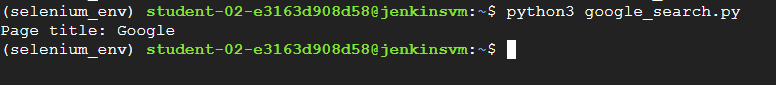 (selenium_env) student-02-e3163d908d58@jenkinsvm:~$ python3 google_search.py
Page title: Google
(selenium_env) student-02-e3163d908d58@jenkinsvm:~$